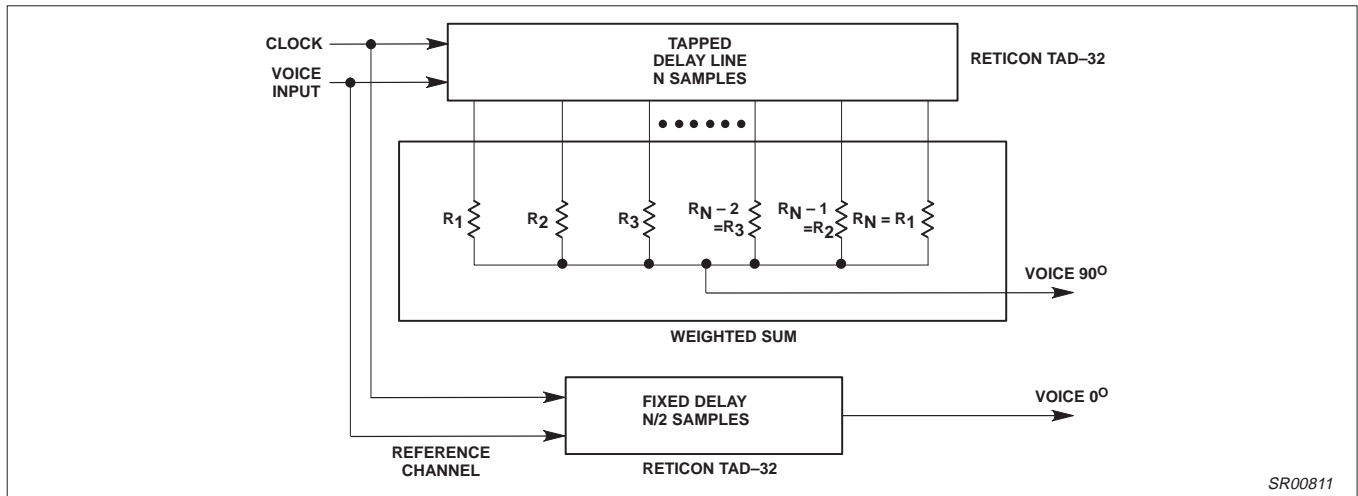 CLOCK
VOICE
INPUT
TAPPED
DELAY LINE
N SAMPLES
RETICON TAD–32
R1
R2
R3
RN – 2
=R3
RN – 1
=R2
RN = R1
VOICE 90O
WEIGHTED SUM
FIXED DELAY
N/2 SAMPLES
VOICE 0O
REFERENCE
CHANNEL
RETICON TAD–32
SR00811